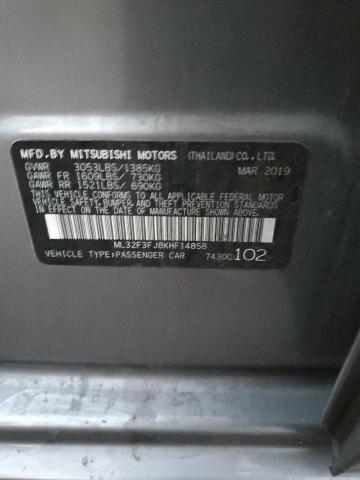 MFD.BY MITSUBISHI MOTORS (THAILAND) CO., LTD.
GVWR 3053LBS/1385KG MAR 2019
GAWR FR 1609LBS/ 730KG
GAWR RR 1521LBS/ 690KG
THIS VEHICLE CONFORMS TO ALL APPLICABLE U.S. FEDERAL MOTOR
VEHICLE SAFETY, BUMPER, AND THEFT PREVENTION STANDARDS
IN EFFECT ON THE DATE OF MANUFACTURE SHOWN ABOVE.
ML32F3FJ8KHF14858
VEHICLE TYPE:PASSENGER CAR 7430C 102